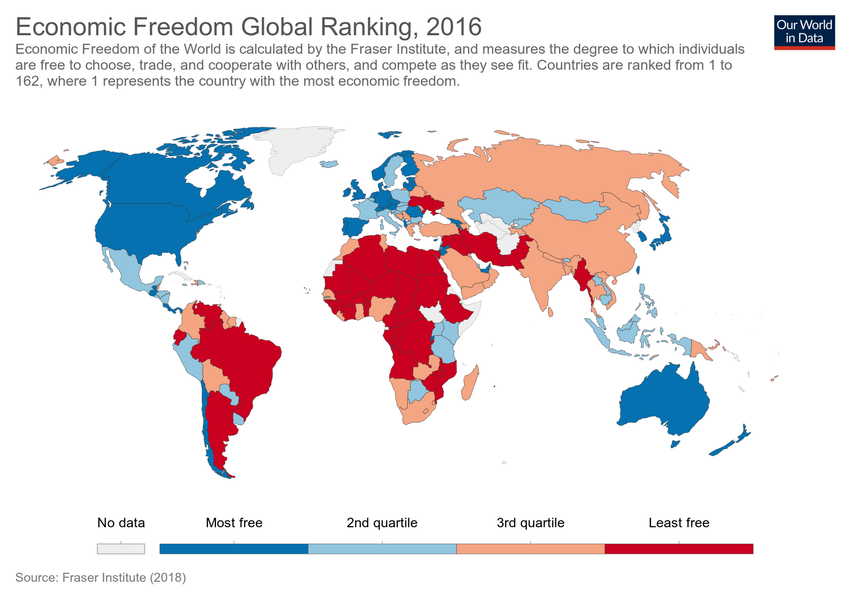 Economic Freedom Global Ranking, 2016
Our World
in Data
Economic Freedom of the World is calculated by the Fraser Institute, and measures the degree to which individuals
are free to choose, trade, and cooperate with others, and compete as they see fit. Countries are ranked from 1 to
162, where 1 represents the country with the most economic freedom.
No data
Most free
2nd quartile
3rd quartile
Least free
Source: Fraser Institute (2018)